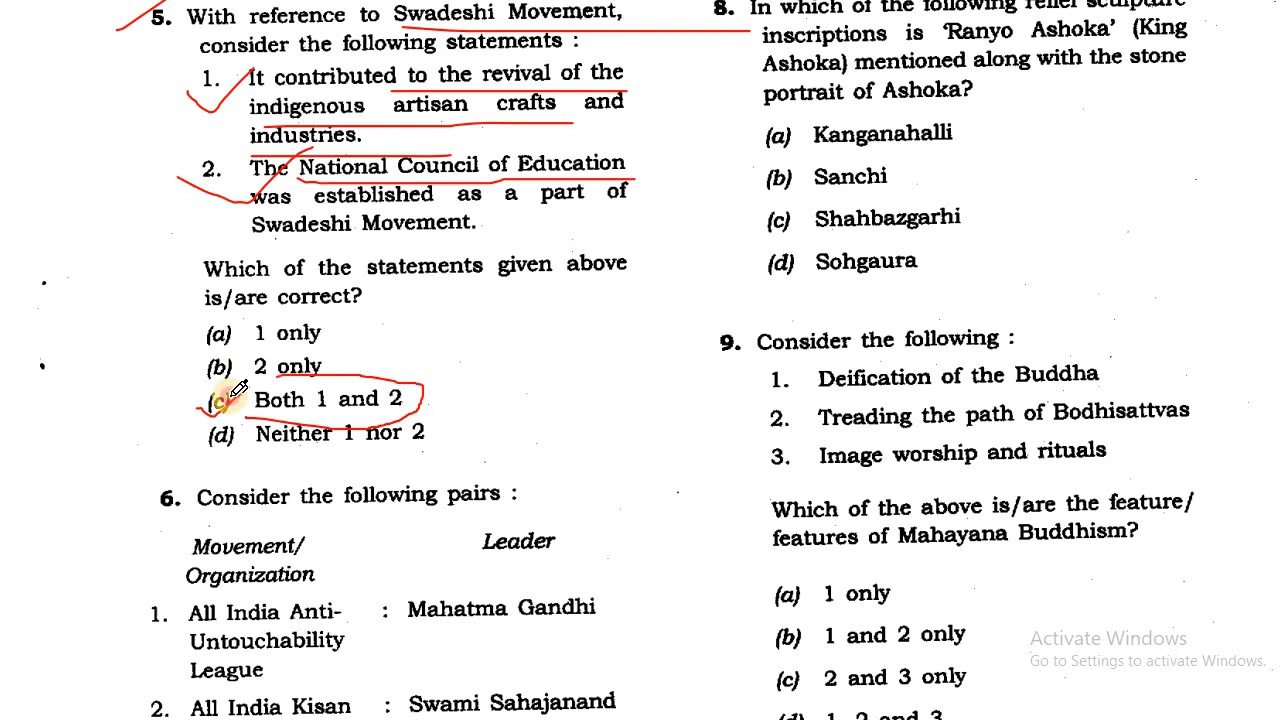 5. With reference to Swadeshi Movement,
consider the following statements :
1. It contributed to the revival of the
indigenous artisan crafts and
industries.
2. The National Council of Education
was established as a part of
Swadeshi Movement.
Which of the statements given above
is/are correct?
(a) 1 only
(b) 2 only
(c) Both 1 and 2
(d) Neither 1 nor 2
6. Consider the following pairs :
Movement/ Leader
Organization
1. All India Anti- : Mahatma Gandhi
Untouchability
League
2. All India Kisan : Swami Sahajanand
8. In which of the following relief sculpture
inscriptions is ‘Ranyo Ashoka’ (King
Ashoka) mentioned along with the stone
portrait of Ashoka?
(a) Kanganahalli
(b) Sanchi
(c) Shahbazgarhi
(d) Sohgaura
9. Consider the following :
1. Deification of the Buddha
2. Treading the path of Bodhisattvas
3. Image worship and rituals
Which of the above is/are the feature/
features of Mahayana Buddhism?
(a) 1 only
(b) 1 and 2 only
(c) 2 and 3 only
(d) 1, 2 and 3
Activate Windows
Go to Settings to activate Windows.